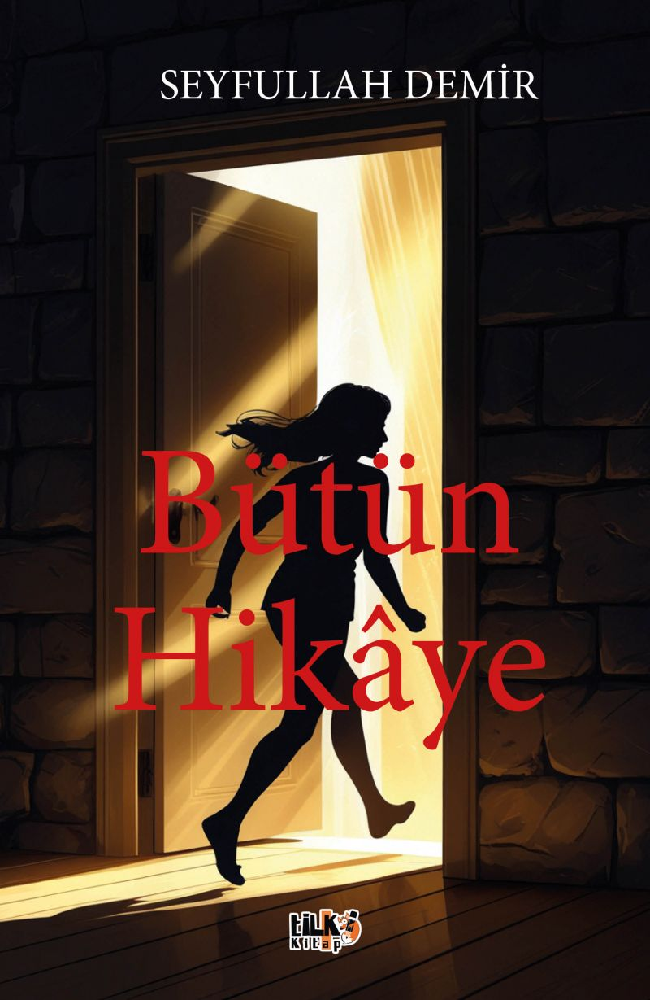 SEYFULLAH DEMİR
Bütün
Hikâye
tiLKi
Kitap